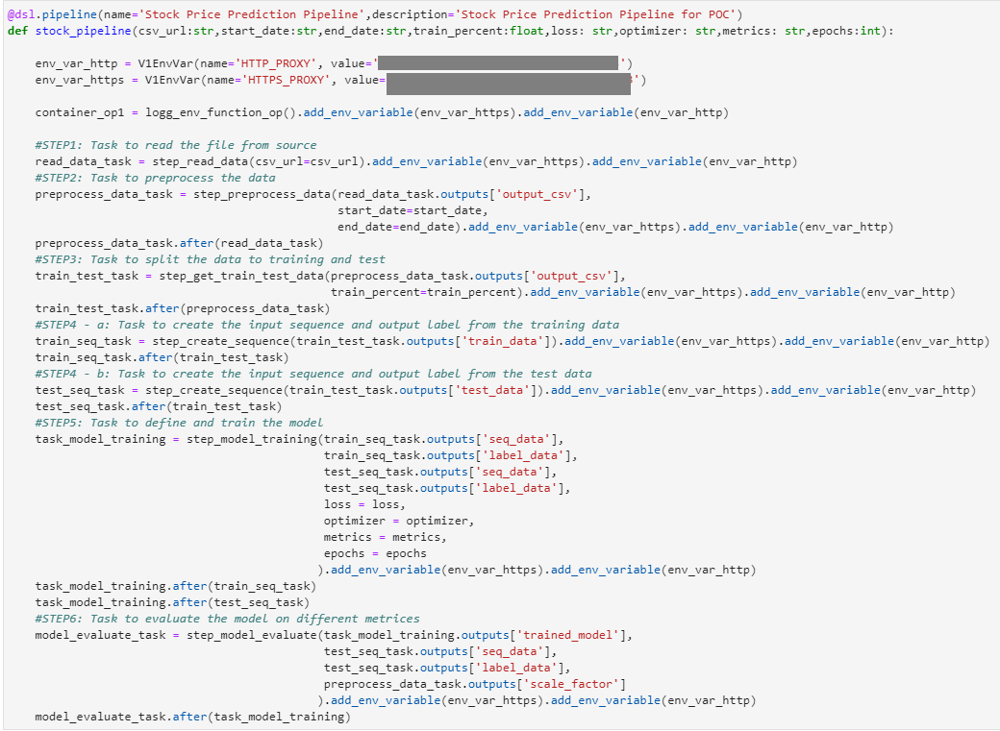 @dsl.pipeline(name='Stock Price Prediction Pipeline',description='Stock Price Prediction Pipeline for POC')
def stock_pipeline(csv_url:str,start_date:str,end_date:str,train_percent:float,loss: str,optimizer: str,metrics: str,epochs:int):
    env_var_http = V1EnvVar(name='HTTP_PROXY', value='')
    env_var_https = V1EnvVar(name='HTTPS_PROXY', value=')
    container_op1 = logg_env_function_op().add_env_variable(env_var_https).add_env_variable(env_var_http)
    #STEP1: Task to read the file from source
    read_data_task = step_read_data(csv_url=csv_url).add_env_variable(env_var_https).add_env_variable(env_var_http)
    #STEP2: Task to preprocess the data
    preprocess_data_task = step_preprocess_data(read_data_task.outputs['output_csv'],
                                            start_date=start_date,
                                            end_date=end_date).add_env_variable(env_var_https).add_env_variable(env_var_http)
    preprocess_data_task.after(read_data_task)
    #STEP3: Task to split the data to training and test
    train_test_task = step_get_train_test_data(preprocess_data_task.outputs['output_csv'],
                                           train_percent=train_percent).add_env_variable(env_var_https).add_env_variable(env_var_http)
    train_test_task.after(preprocess_data_task)
    #STEP4 - a: Task to create the input sequence and output label from the training data
    train_seq_task = step_create_sequence(train_test_task.outputs['train_data']).add_env_variable(env_var_https).add_env_variable(env_var_http)
    train_seq_task.after(train_test_task)
    #STEP4 - b: Task to create the input sequence and output label from the test data
    test_seq_task = step_create_sequence(train_test_task.outputs['test_data']).add_env_variable(env_var_https).add_env_variable(env_var_http)
    test_seq_task.after(train_test_task)
    #STEP5: Task to define and train the model
    task_model_training = step_model_training(train_seq_task.outputs['seq_data'],
                                          train_seq_task.outputs['label_data'],
                                          test_seq_task.outputs['seq_data'],
                                          test_seq_task.outputs['label_data'],
                                          loss = loss,
                                          optimizer = optimizer,
                                          metrics = metrics,
                                          epochs = epochs
                                         ).add_env_variable(env_var_https).add_env_variable(env_var_http)
    task_model_training.after(train_seq_task)
    task_model_training.after(test_seq_task)
    #STEP6: Task to evaluate the model on different metrices
    model_evaluate_task = step_model_evaluate(task_model_training.outputs['trained_model'],
                                          test_seq_task.outputs['seq_data'],
                                          test_seq_task.outputs['label_data'],
                                          preprocess_data_task.outputs['scale_factor']
                                         ).add_env_variable(env_var_https).add_env_variable(env_var_http)
    model_evaluate_task.after(task_model_training)